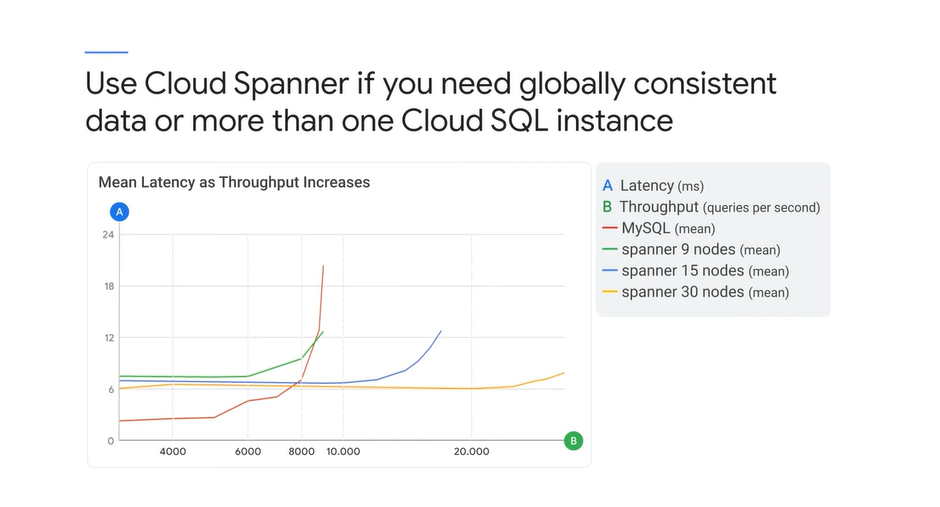 Use Cloud Spanner if you need globally consistent
data or more than one Cloud SQL instance
Mean Latency as Throughput Increases
A
24
18
12
6
0
4000 6000 8000 10.000 20.000
B
A Latency (ms)
B Throughput (queries per second)
MySQL (mean)
spanner 9 nodes (mean)
spanner 15 nodes (mean)
spanner 30 nodes (mean)